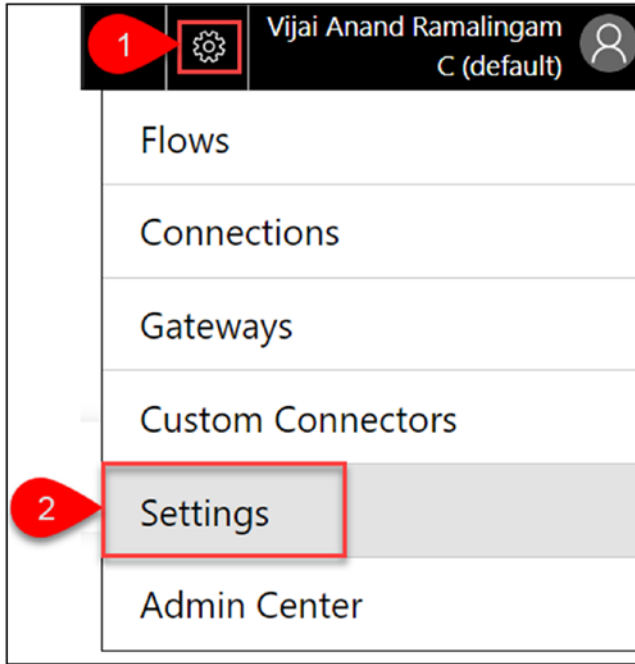 1
Vijai Anand Ramalingam
C (default)
Flows
Connections
Gateways
Custom Connectors
2
Settings
Admin Center